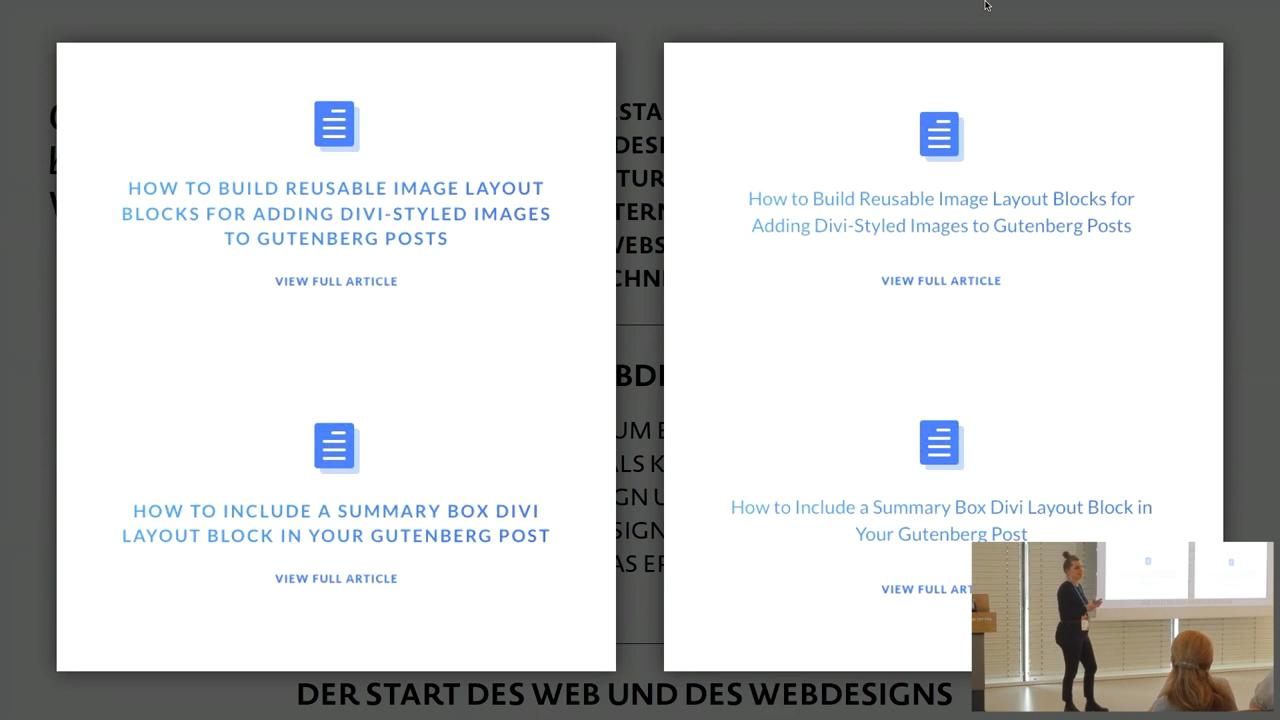 HOW TO BUILD REUSABLE IMAGE LAYOUT
BLOCKS FOR ADDING DIVI-STYLED IMAGES
TO GUTENBERG POSTS
VIEW FULL ARTICLE
HOW TO INCLUDE A SUMMARY BOX DIVI
LAYOUT BLOCK IN YOUR GUTENBERG POST
VIEW FULL ARTICLE
How to Build Reusable Image Layout Blocks for
Adding Divi-Styled Images to Gutenberg Posts
VIEW FULL ARTICLE
How to Include a Summary Box Divi Layout Block in
Your Gutenberg Post
VIEW FULL ART
DER START DES WEB UND DES WEBDESIGNS